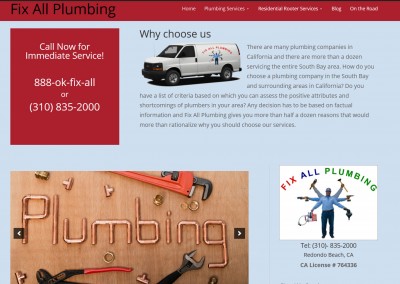 Fix All Plumbing
Home
Plumbing Services
Residential Rooter Services
Blog
On the Road
Call Now for
Immediate Service!
888-ok-fix-all
or
(310) 835-2000
Why choose us
There are many plumbing companies in
California and there are more than a dozen
servicing the entire South Bay area. How do you
choose a plumbing company in the South Bay
and surrounding areas in California? Do you
have a list of criteria based on which you can assess the positive attributes and
shortcomings of plumbers in your area? Any decision has to be based on factual
information and Fix All Plumbing gives you more than half a dozen reasons that would
more than rationalize why you should choose our services.
Plumbing
FIX ALL PLUMBING
Tel: (310)- 835-2000
Redondo Beach, CA
CA License # 764336